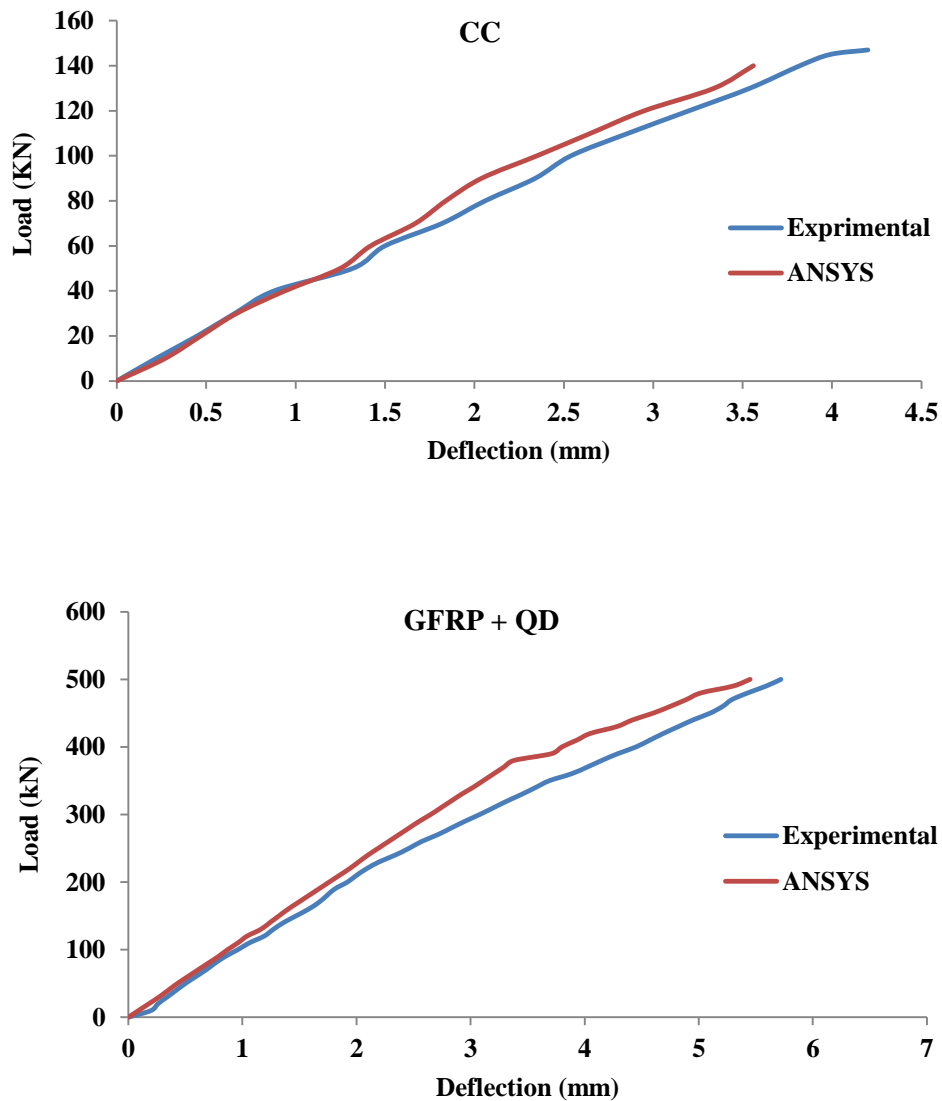 CC
160
140
120
100
80
60
40
20
0
Load (KN)
Exprimental
ANSYS
0 0.5 1 1.5 2 2.5 3 3.5 4 4.5
Deflection (mm)
GFRP + QD
600
500
400
300
200
100
0
Load (kN)
Experimental
ANSYS
0 1 2 3 4 5 6 7
Deflection (mm)